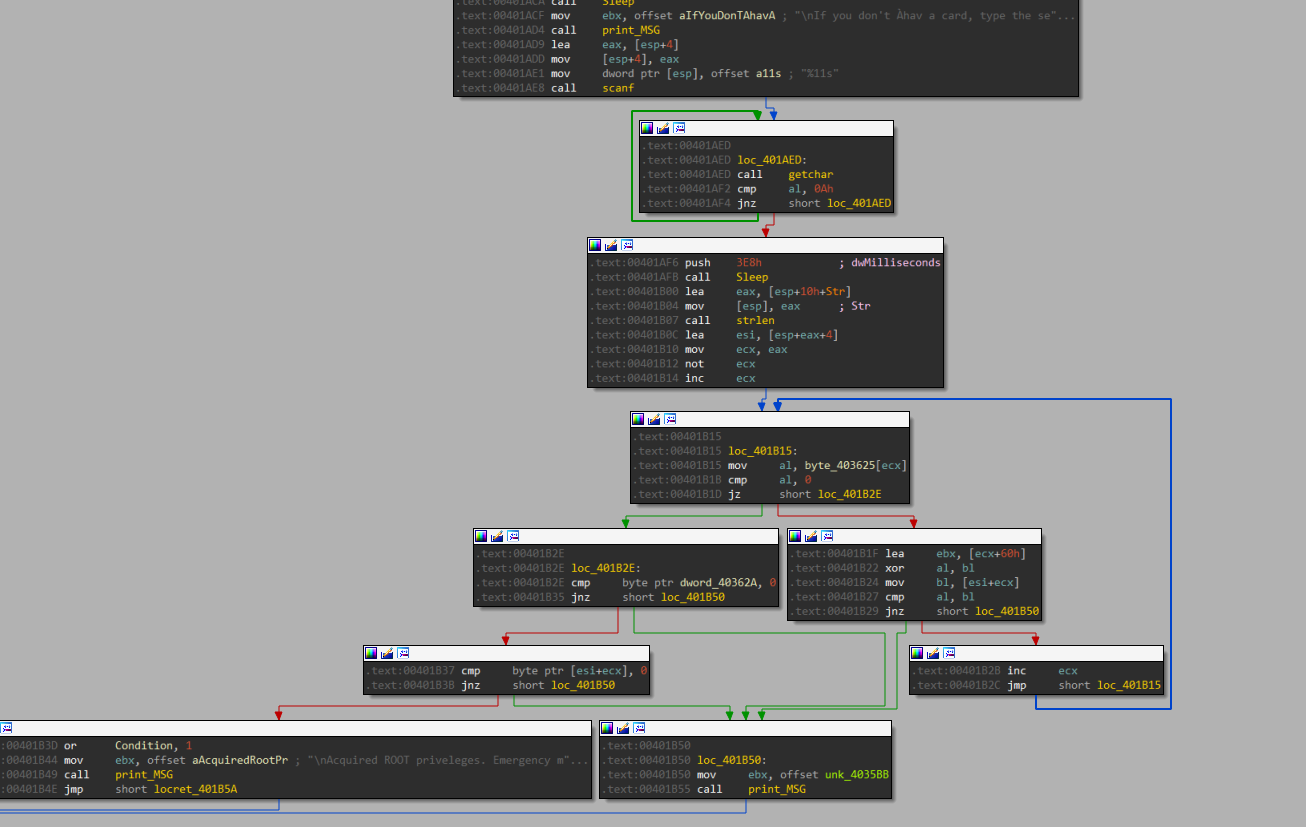 .text:00401ACA call Sleep
.text:00401ACF mov ebx, offset aIfYouDonTAhavA ; "\nIf you don't Àhav a card, type the se"...
.text:00401AD4 call print_MSG
.text:00401AD9 lea eax, [esp+4]
.text:00401ADD mov [esp+4], eax
.text:00401AE1 mov dword ptr [esp], offset a11s ; "%11s"
.text:00401AE8 call scanf
.text:00401AED
.text:00401AED loc_401AED:
.text:00401AED call getchar
.text:00401AF2 cmp al, 0Ah
.text:00401AF4 jnz short loc_401AED
.text:00401AF6 push 3E8h ; dwMilliseconds
.text:00401AFB call Sleep
.text:00401B00 lea eax, [esp+10h+Str]
.text:00401B04 mov [esp], eax ; Str
.text:00401B07 call strlen
.text:00401B0C lea esi, [esp+eax+4]
.text:00401B10 mov ecx, eax
.text:00401B12 not ecx
.text:00401B14 inc ecx
.text:00401B15
.text:00401B15 loc_401B15:
.text:00401B15 mov al, byte_403625[ecx]
.text:00401B1B cmp al, 0
.text:00401B1D jz short loc_401B2E
.text:00401B2E
.text:00401B2E loc_401B2E:
.text:00401B2E cmp byte ptr dword_40362A, 0
.text:00401B35 jnz short loc_401B50
.text:00401B1F lea ebx, [ecx+60h]
.text:00401B22 xor al, bl
.text:00401B24 mov bl, [esi+ecx]
.text:00401B27 cmp al, bl
.text:00401B29 jnz short loc_401B50
.text:00401B37 cmp byte ptr [esi+ecx], 0
.text:00401B3B jnz short loc_401B50
.text:00401B2B inc ecx
.text:00401B2C jmp short loc_401B15
:00401B3D or Condition, 1
:00401B44 mov ebx, offset aAcquiredRootPr ; "\nAcquired ROOT priveleges. Emergency m"...
:00401B49 call print_MSG
:00401B4E jmp short locret_401B5A
.text:00401B50
.text:00401B50 loc_401B50:
.text:00401B50 mov ebx, offset unk_4035BB
.text:00401B55 call print_MSG